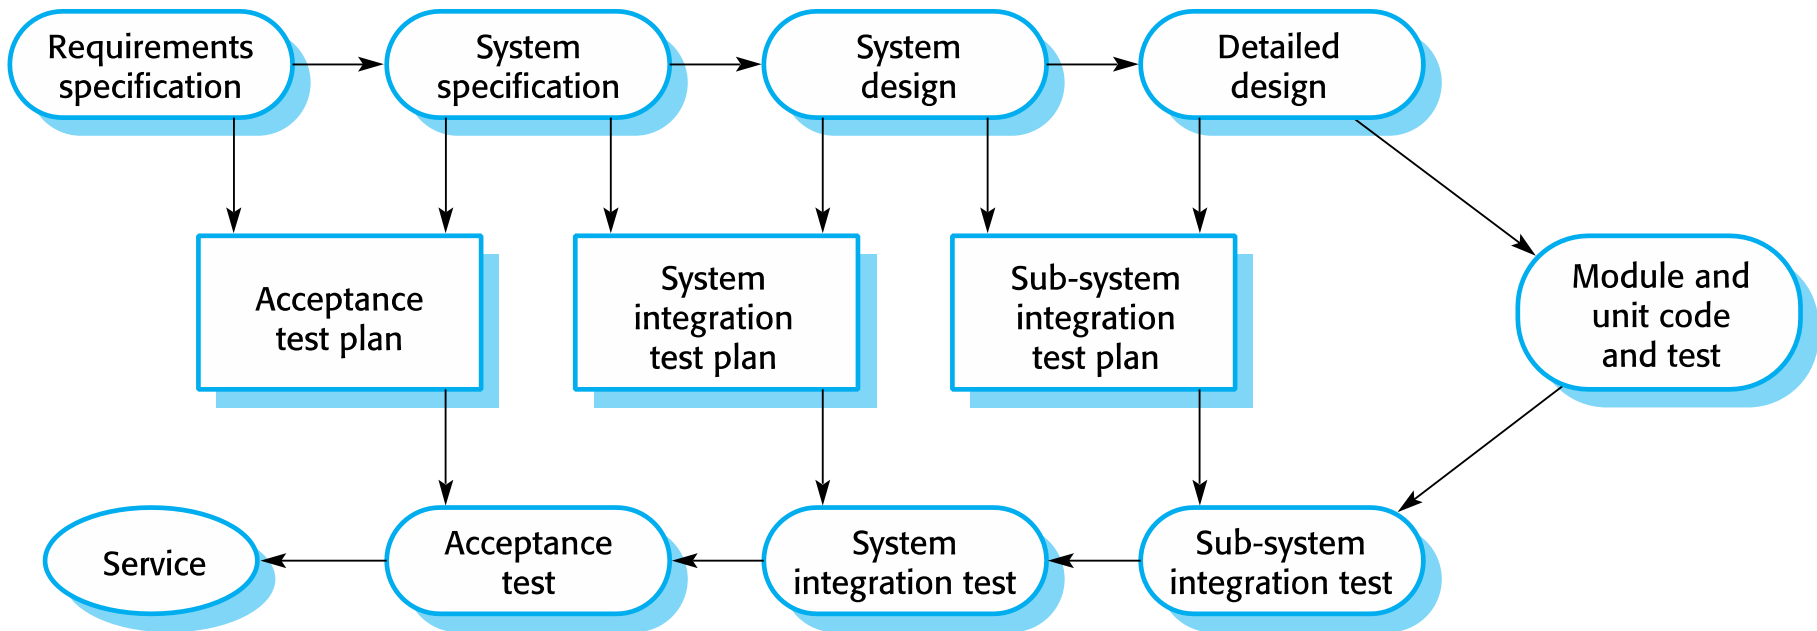 Requirements
specification
System
specification
System
design
Detailed
design
Acceptance
test plan
System
integration
test plan
Sub-system
integration
test plan
Module and
unit code
and test
Service
Acceptance
test
System
integration test
Sub-system
integration test